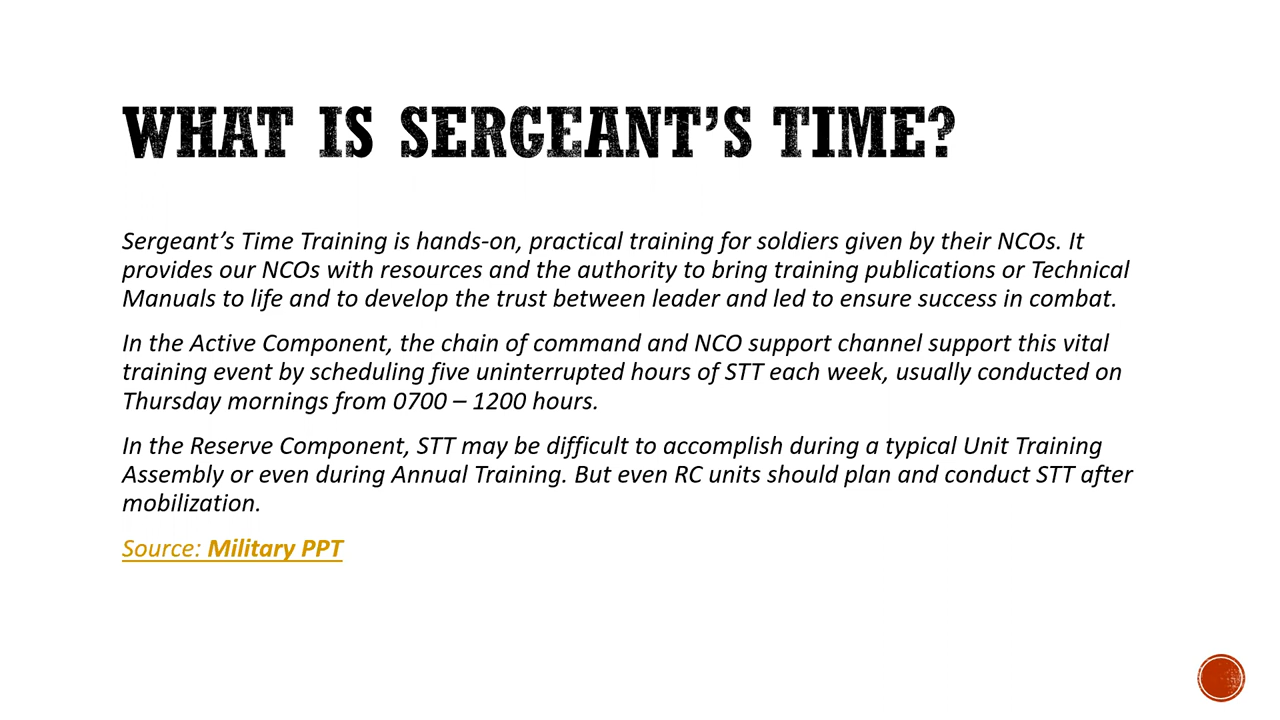 WHAT IS SERGEANT’S TIME?
Sergeant’s Time Training is hands-on, practical training for soldiers given by their NCOs. It
provides our NCOs with resources and the authority to bring training publications or Technical
Manuals to life and to develop the trust between leader and led to ensure success in combat.
In the Active Component, the chain of command and NCO support channel support this vital
training event by scheduling five uninterrupted hours of STT each week, usually conducted on
Thursday mornings from 0700 – 1200 hours.
In the Reserve Component, STT may be difficult to accomplish during a typical Unit Training
Assembly or even during Annual Training. But even RC units should plan and conduct STT after
mobilization.
Source: Military PPT